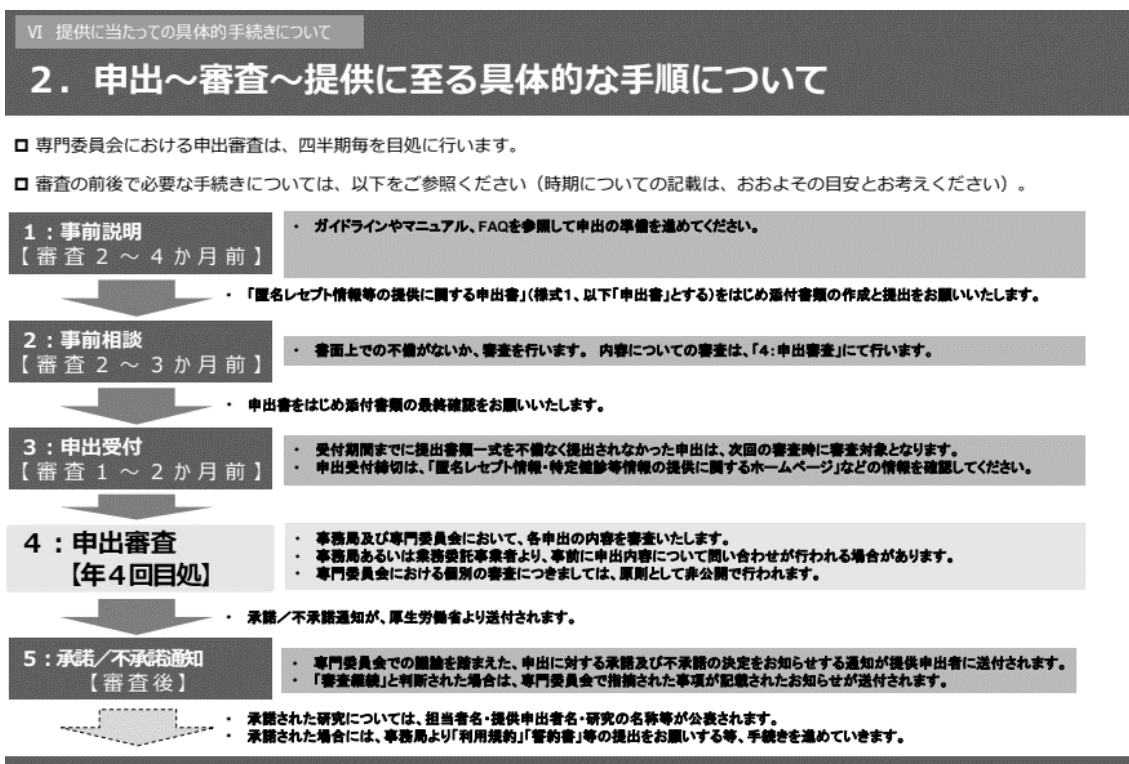 Ⅵ 提供に当たっての具体的手続きについて
２．申出～審査～提供に至る具体的な手順について
専門委員会における申出審査は、四半期毎を目処に行います。
審査の前後で必要な手続きについては、以下をご参照ください（時期についての記載は、おおよその目安とお考えください）。
１：事前説明
【審査２～４か月前】
・ ガイドラインやマニュアル、FAQを参照して申出の準備を進めてください。
・ 「匿名レセプト情報等の提供に関する申出書」（様式１、以下「申出書」とする）をはじめ添付書類の作成と提出をお願いいたします。
２：事前相談
【審査２～３か月前】
・ 書面上での不備がないか、審査を行います。 内容についての審査は、「４：申出審査」にて行います。
・ 申出書をはじめ添付書類の最終確認をお願いいたします。
３：申出受付
【審査１～２か月前】
・ 受付期間までに提出書類一式を不備なく提出されなかった申出は、次回の審査時に審査対象となります。
・ 申出受付締切は、「匿名レセプト情報・特定健診等情報の提供に関するホームページ」などの情報を確認してください。
４：申出審査
【年４回目処】
・ 事務局及び専門委員会において、各申出の内容を審査いたします。
・ 事務局あるいは業務委託事業者より、事前に申出内容について問い合わせが行われる場合があります。
・ 専門委員会における個別の審査につきましては、原則として非公開で行われます。
・ 承諾／不承諾通知が、厚生労働省より送付されます。
５：承諾／不承諾通知
【審査後】
・ 専門委員会での議論を踏まえた、申出に対する承諾及び不承諾の決定をお知らせする通知が提供申出者に送付されます。
・ 「審査継続」と判断された場合は、専門委員会で指摘された事項が記載されたお知らせが送付されます。
・ 承諾された研究については、担当者名・提供申出者名・研究の名称等が公表されます。
・ 承諾された場合には、事務局より「利用規約」「誓約書」等の提出をお願いする等、手続きを進めていきます。